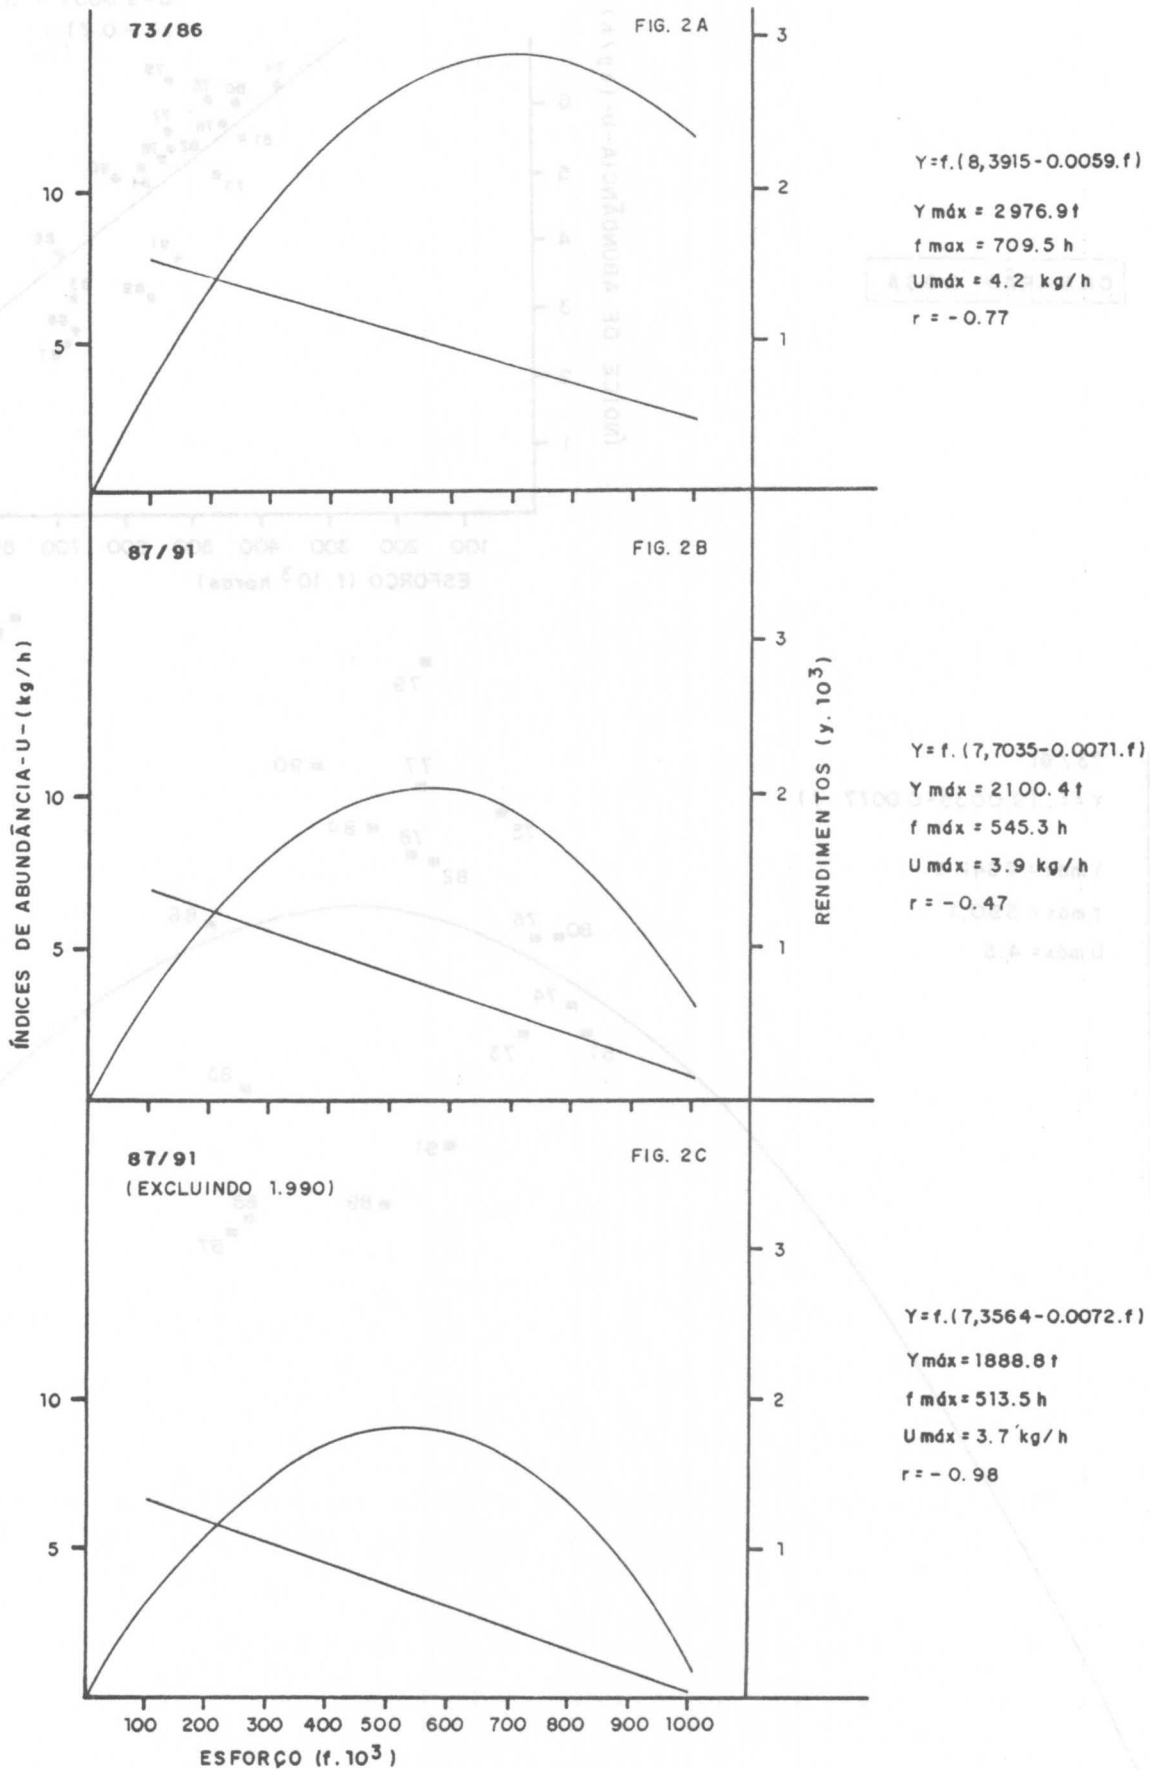 73/86
FIG. 2A
3
10
2
5
1
Y=f.(8,3915-0.0059.f)
Y máx = 2976.9t
f max = 709.5 h
U máx = 4.2 kg/h
r = -0.77
87/91
FIG. 2B
3
10
2
5
1
ÍNDICES DE ABUNDÂNCIA-U-(kg/h)
RENDIMENTOS (y.10³)
Y=f.(7,7035-0.0071.f)
Y máx = 2100.4t
f máx = 545.3 h
U máx = 3.9 kg/h
r = -0.47
87/91
FIG. 2C
(EXCLUINDO 1.990)
3
10
2
5
1
Y=f.(7,3564-0.0072.f)
Ymáx=1888.8t
f máx=513.5 h
Umáx = 3.7 kg/h
r = -0.98
100 200 300 400 500 600 700 800 900 1000
ESFORÇO (f.10³)